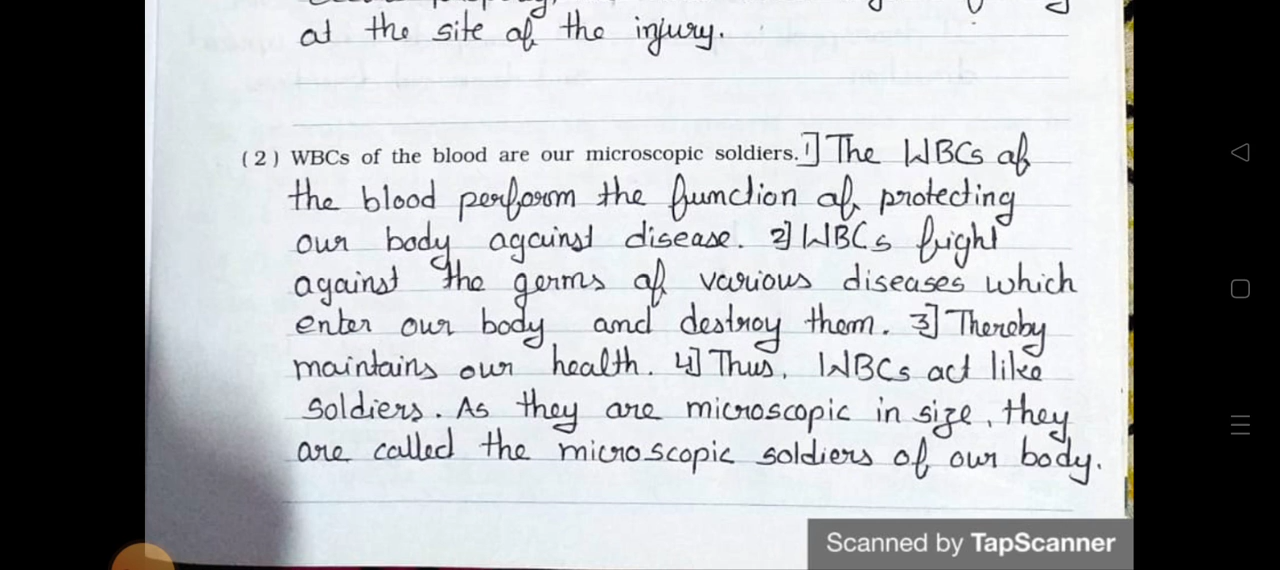 at the site of the injury.
(2) WBCs of the blood are our microscopic soldiers. 1] The WBCs of
the blood perform the function of protecting
our body against disease. 2] WBCs fright
against the germs of various diseases which
enter our body and destroy them. 3] Thereby
maintains our health. 4] Thus, WBCs act like
soldiers. As they are microscopic in size, they
are called the microscopic soldiers of our body.
Scanned by TapScanner